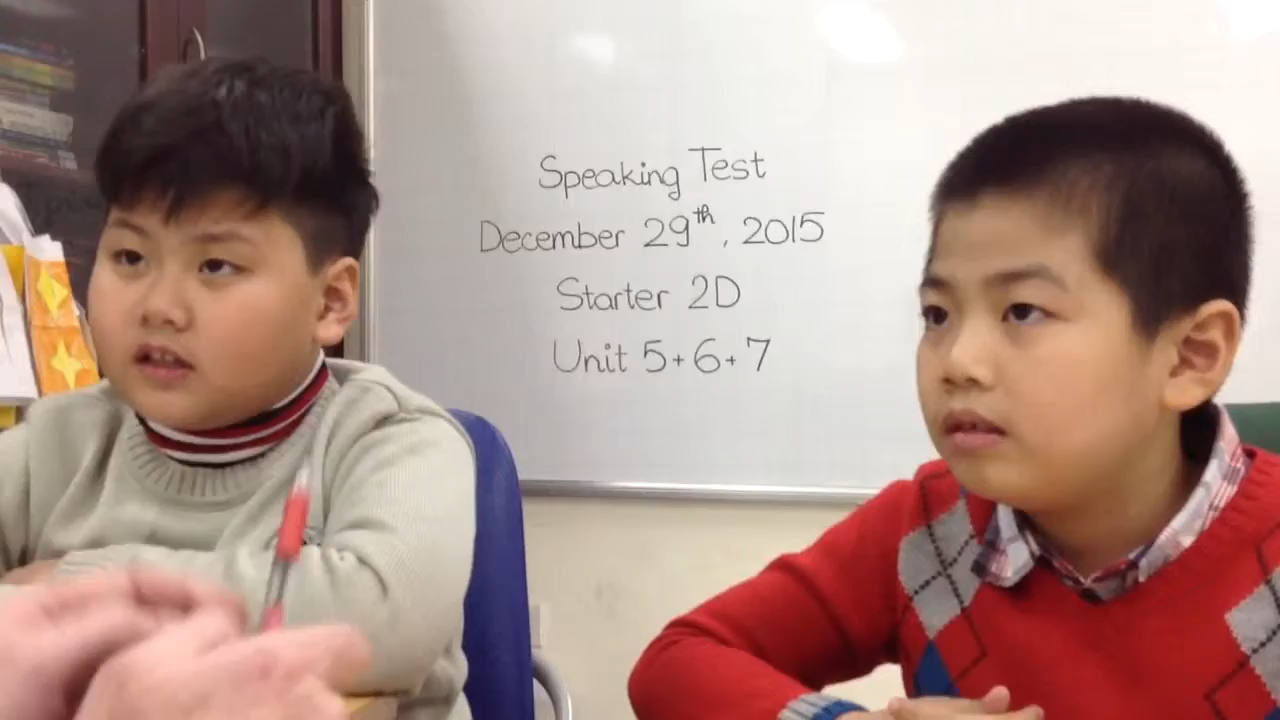 Speaking Test
December 29th, 2015
Starter 2D
Unit 5+6+7